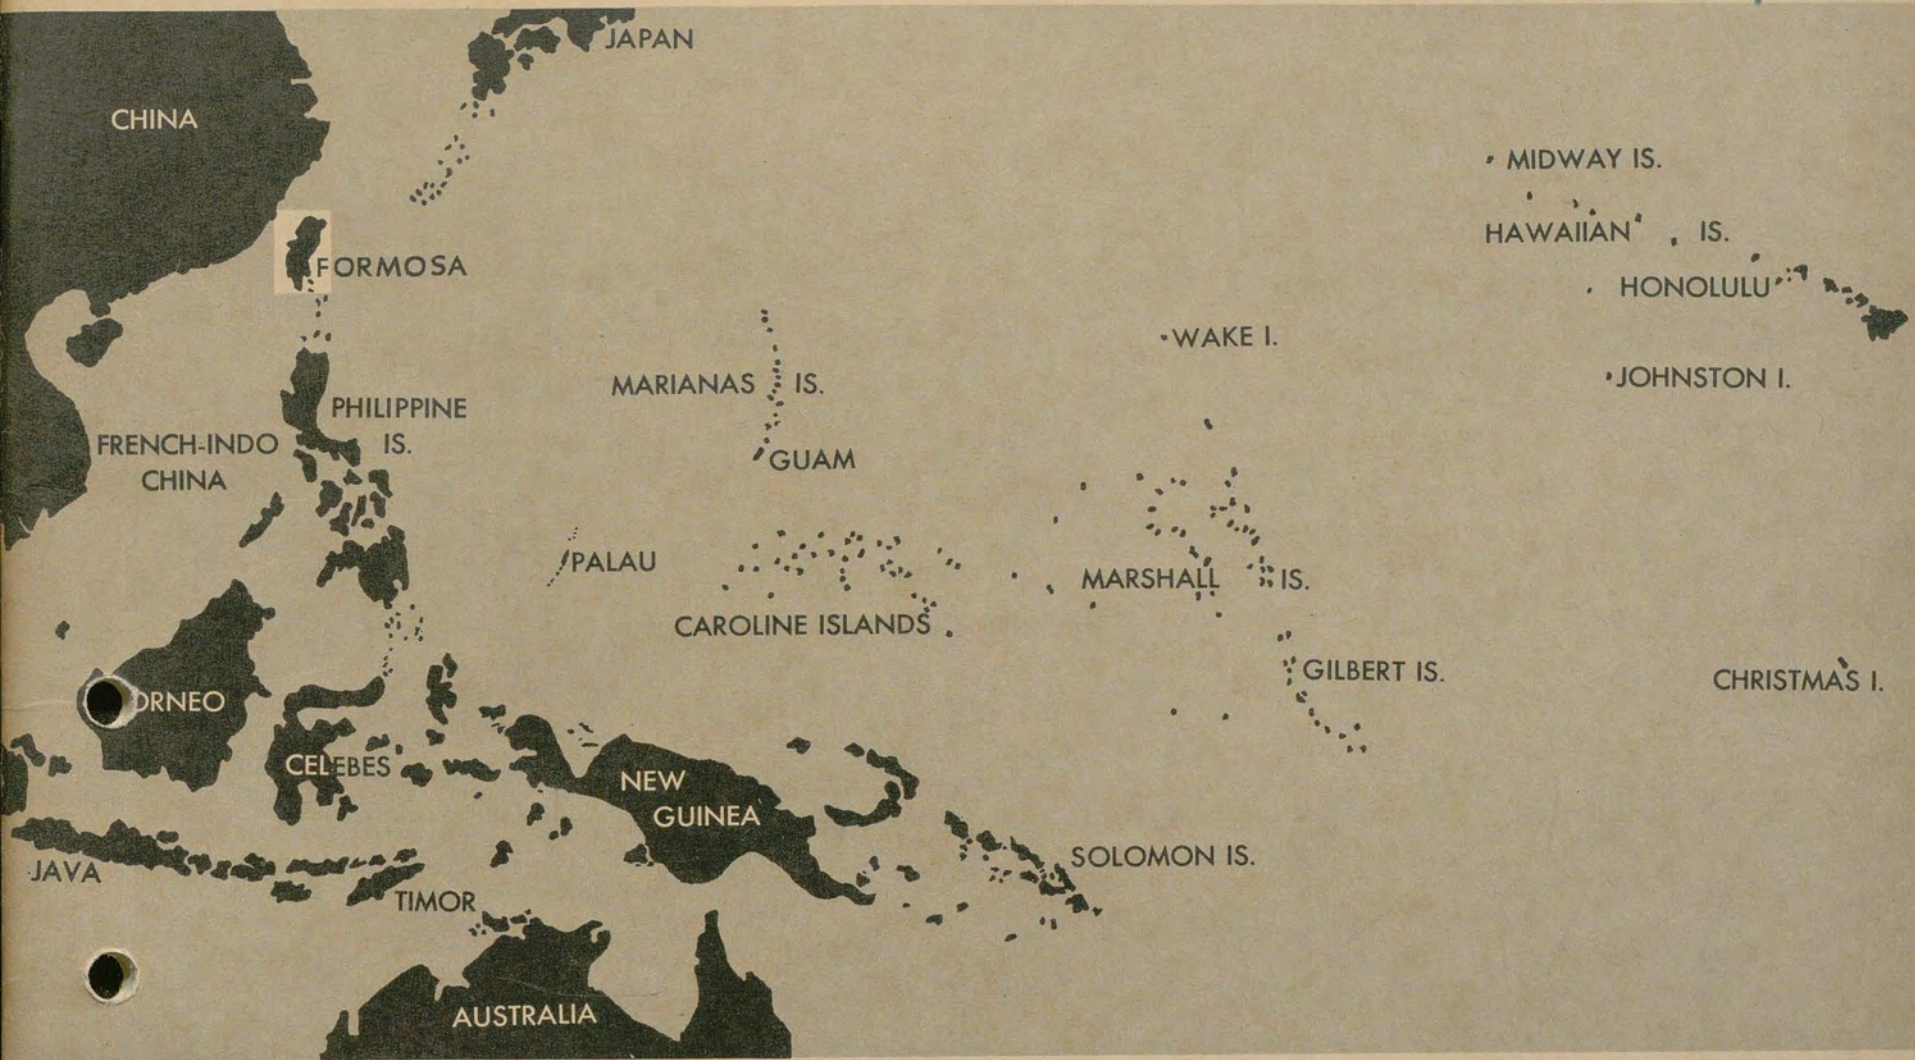 JAPAN
CHINA
MIDWAY IS.
HAWAIIAN IS.
FORMOSA
HONOLULU
WAKE I.
JOHNSTON I.
MARIANAS IS.
PHILIPPINE
IS.
FRENCH-INDO
CHINA
GUAM
PALAU
MARSHALL IS.
CAROLINE ISLANDS
GILBERT IS.
CHRISTMAS I.
ORNEO
CELEBES
NEW
GUINEA
SOLOMON IS.
JAVA
TIMOR
AUSTRALIA